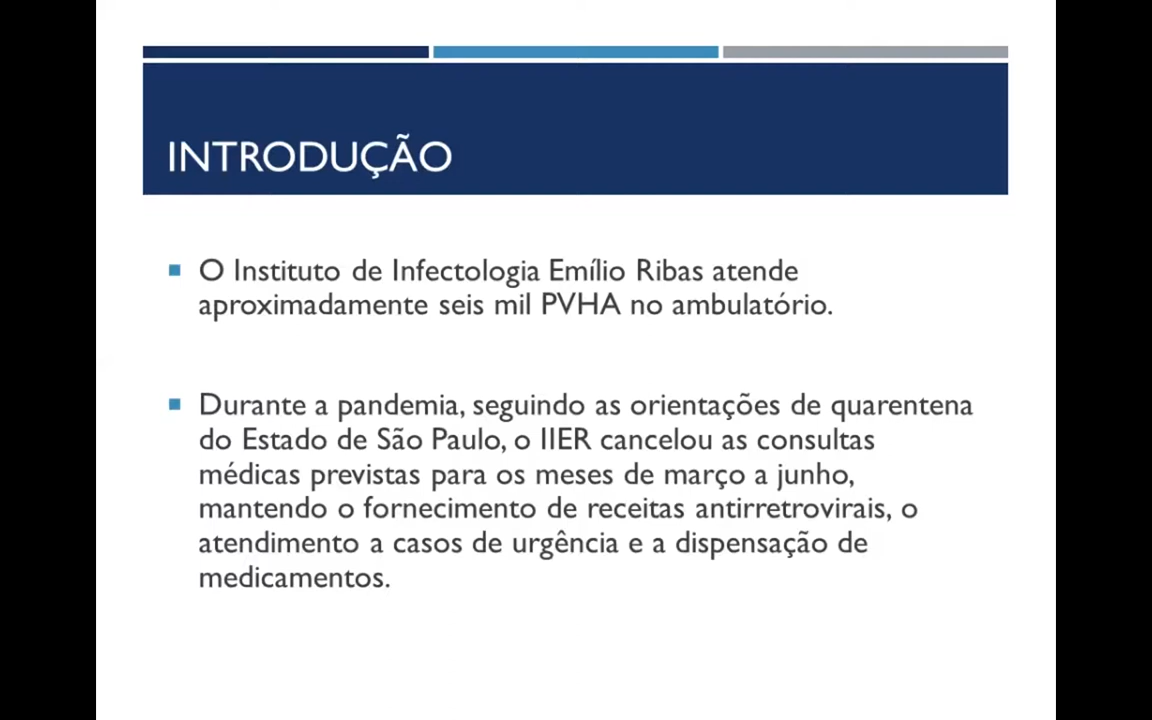 INTRODUÇÃO
O Instituto de Infectologia Emílio Ribas atende
aproximadamente seis mil PVHA no ambulatório.
Durante a pandemia, seguindo as orientações de quarentena
do Estado de São Paulo, o IIER cancelou as consultas
médicas previstas para os meses de março a junho,
mantendo o fornecimento de receitas antirretrovirais, o
atendimento a casos de urgência e a dispensação de
medicamentos.